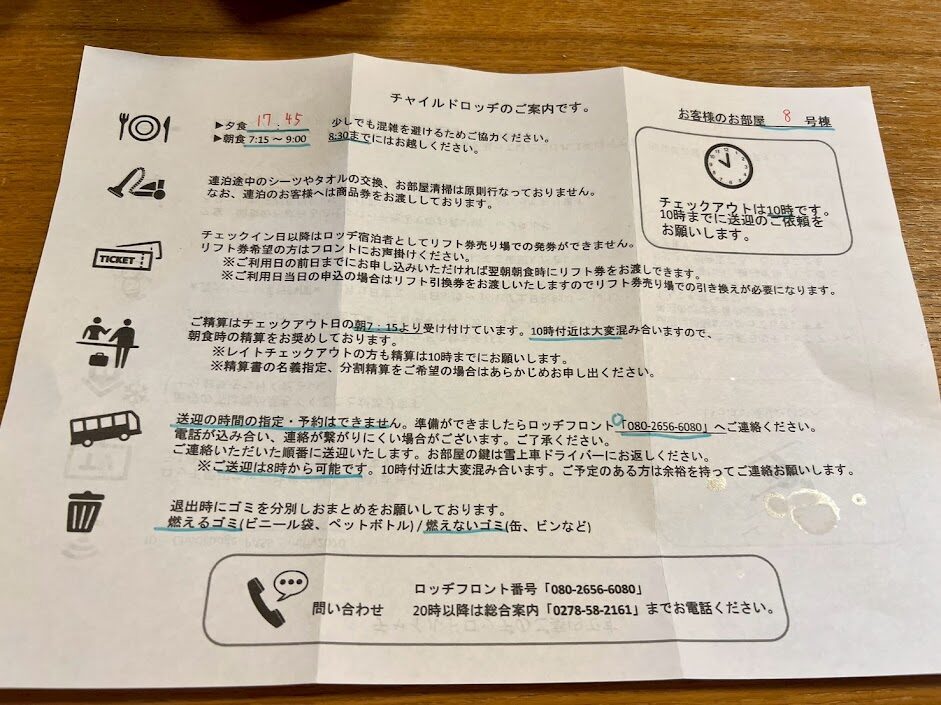 チャイルドロッヂのご案内です。
お客様のお部屋 8 号棟
▶夕食 17:45 少しでも混雑を避けるためご協力ください。
▶朝食 7:15 ~ 9:00 8:30までにはお越しください。
連泊途中のシーツやタオルの交換、お部屋清掃は原則行なっておりません。
なお、連泊のお客様へは商品券をお渡ししております。
チェックアウトは10時です。
10時までに送迎のご依頼を
お願いします。
TICKET
チェックイン日以降はロッヂ宿泊者としてリフト券売り場での発券ができません。
リフト券希望の方はフロントにお声掛けください。
※ご利用日の前日までにお申し込みいただければ翌朝朝食時にリフト券をお渡しできます。
※ご利用日当日の申込の場合はリフト引換券をお渡しいたしますのでリフト券売り場での引き換えが必要になります。
ご精算はチェックアウト日の朝7：15より受け付けています。10時付近は大変混み合いますので、
朝食時の精算をお奨めしております。
※レイトチェックアウトの方も精算は10時までにお願いします。
※精算書の名義指定、分割精算をご希望の場合はあらかじめお申し出ください。
送迎の時間の指定・予約はできません。準備ができましたらロッヂフロント「080-2656-6080」へご連絡ください。
電話が込み合い、連絡が繋がりにくい場合がございます。ご了承ください。
ご連絡いただいた順番に送迎いたします。お部屋の鍵は雪上車ドライバーにお返しください。
※ご送迎は8時から可能です。10時付近は大変混み合います。ご予定のある方は余裕を持ってご連絡お願いします。
退出時にゴミを分別しおまとめをお願いしております。
燃えるゴミ(ビニール袋、ペットボトル) / 燃えないゴミ(缶、ビンなど)
ロッヂフロント番号「080-2656-6080」
問い合わせ 20時以降は総合案内「0278-58-2161」までお電話ください。